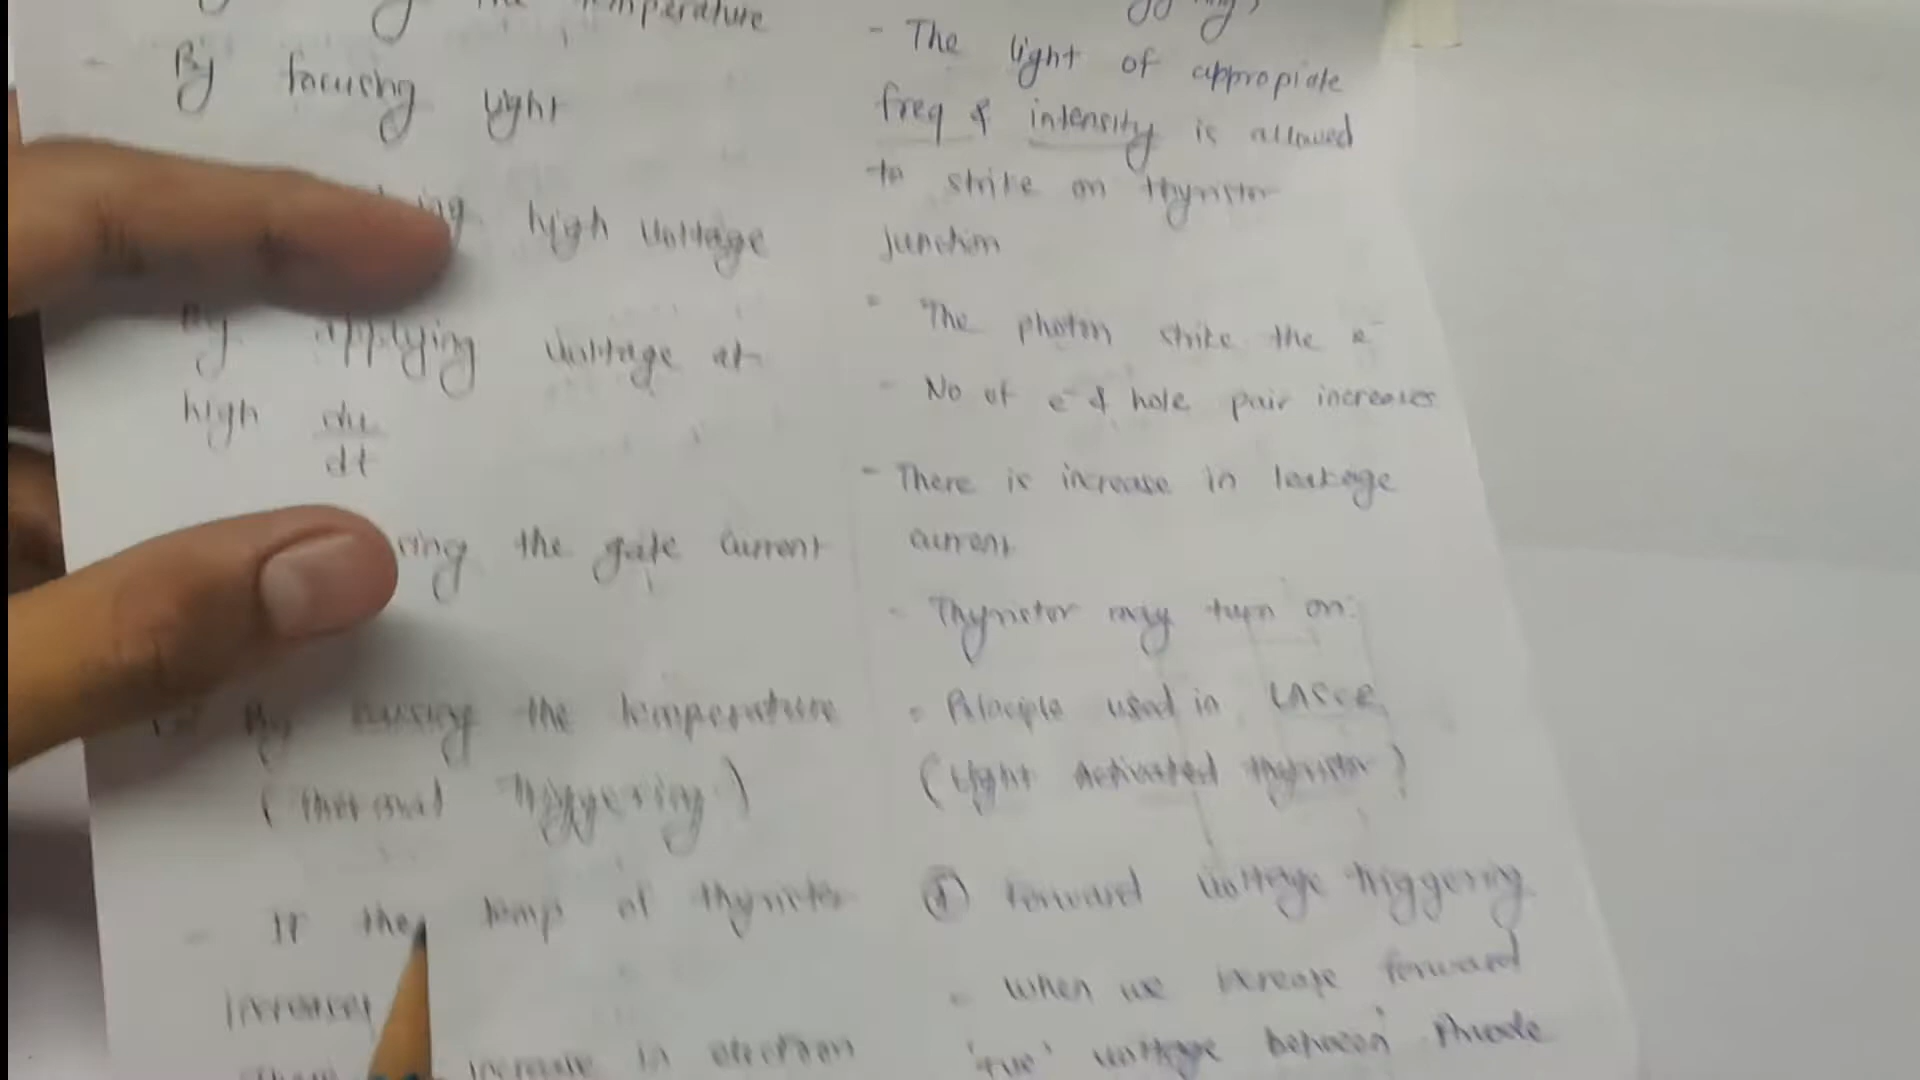 the temperature
By focusing light
high voltage
By applying voltage at
high dv
dt
the gate current
By raising the temperature
(thermal triggering)
- If the temp of thyristor
increases
increase in electron
- The light of appropiate
freq & intensity is allowed
to strike on thyristor
junction
- The photon strike the e-
- No of e- & hole pair increases
- There is increase in leakage
current
- Thyristor may turn on.
- Principle used in LASCR
(Light Activated thyristor)
forward voltage triggering
- When we increase forward
'+ve' voltage between Anode